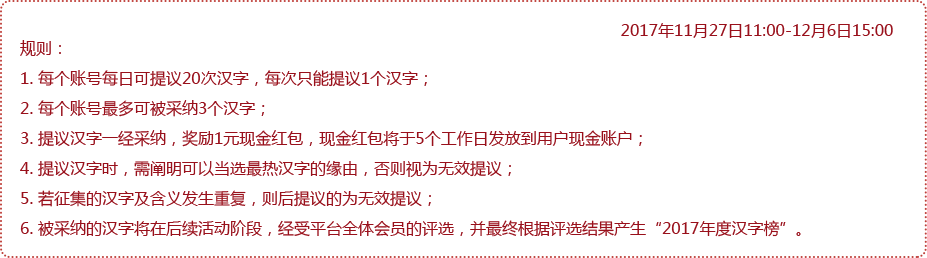 2017年11月27日11:00-12月6日15:00
规则：
1. 每个账号每日可提议20次汉字，每次只能提议1个汉字；
2. 每个账号最多可被采纳3个汉字；
3. 提议汉字一经采纳，奖励1元现金红包，现金红包将于5个工作日发放到用户现金账户；
4. 提议汉字时，需阐明可以当选最热汉字的缘由，否则视为无效提议；
5. 若征集的汉字及含义发生重复，则后提议的为无效提议；
6. 被采纳的汉字将在后续活动阶段，经受平台全体会员的评选，并最终根据评选结果产生“2017年度汉字榜”。